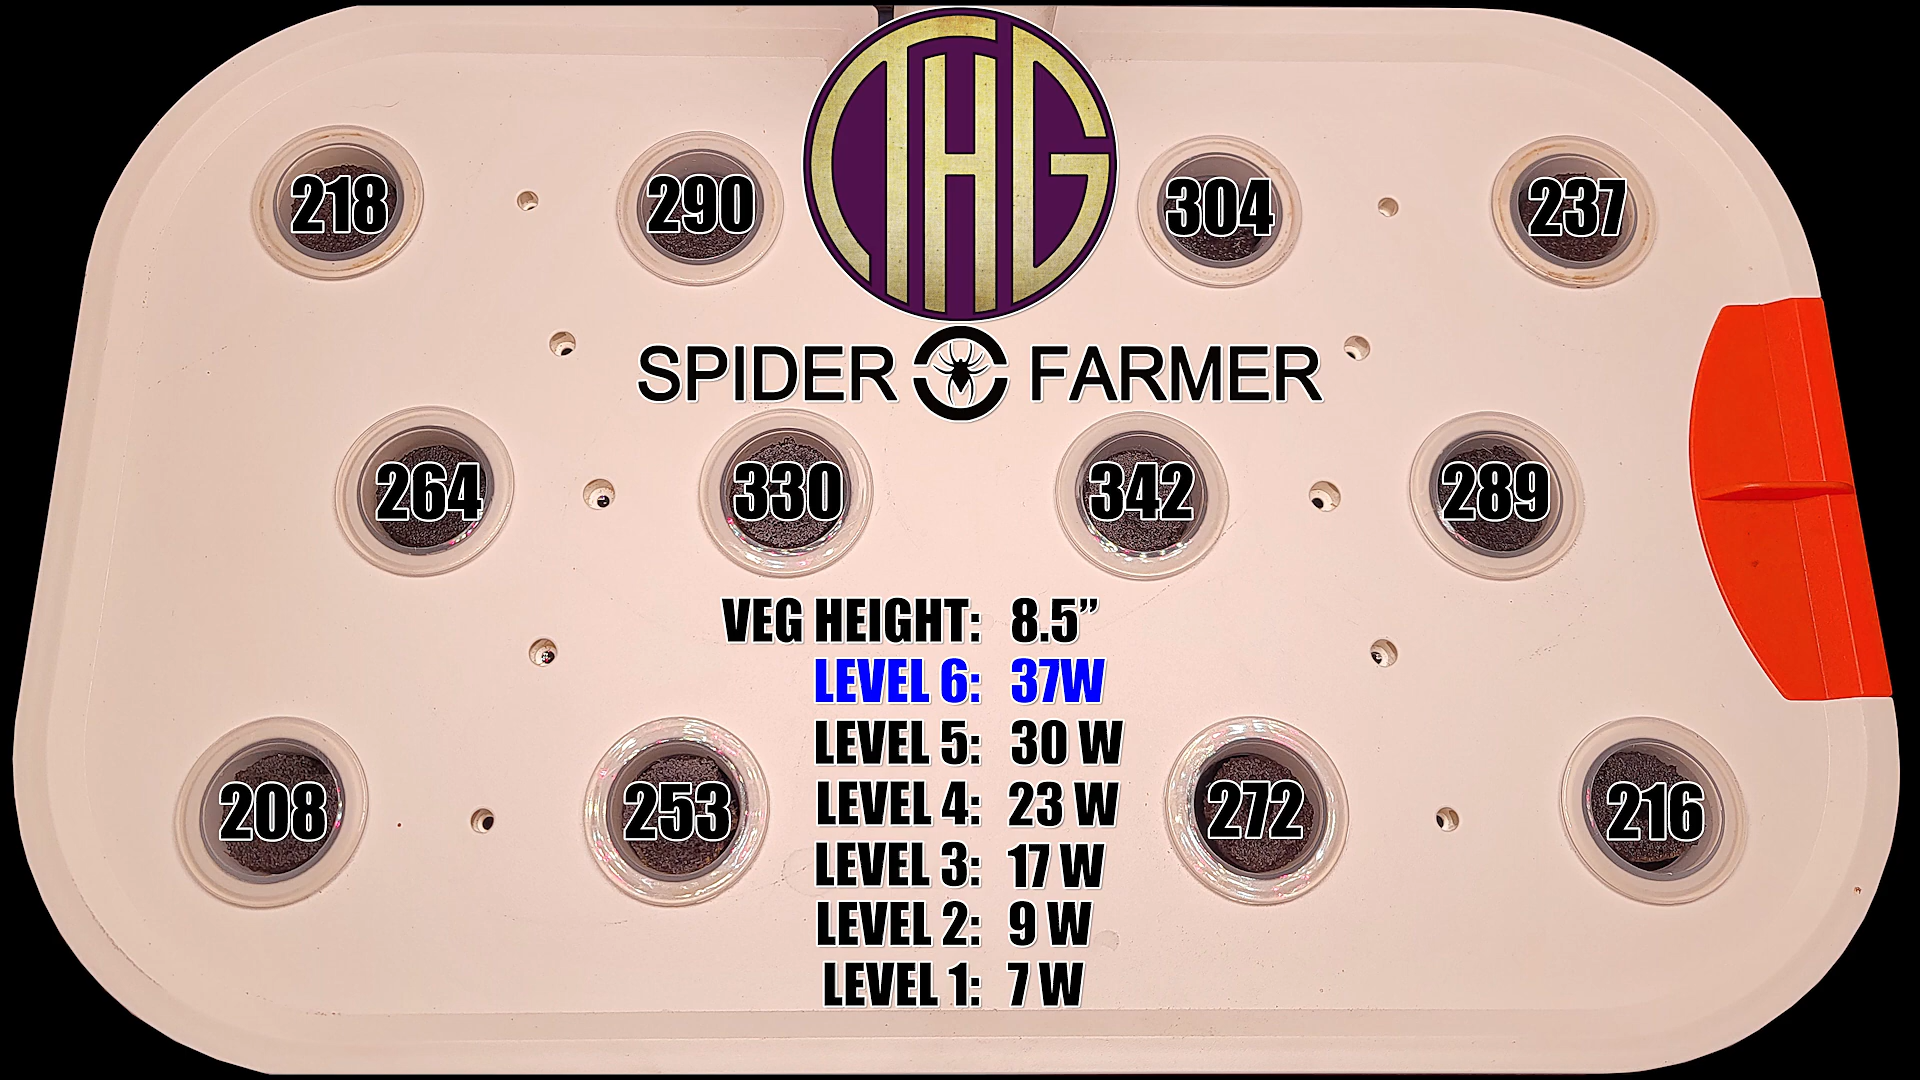 THG
218 290 304 237
SPIDER FARMER
264 330 342 289
VEG HEIGHT: 8.5”
LEVEL 6: 37W
LEVEL 5: 30 W
LEVEL 4: 23 W
208 253 272 216
LEVEL 3: 17 W
LEVEL 2: 9 W
LEVEL 1: 7 W